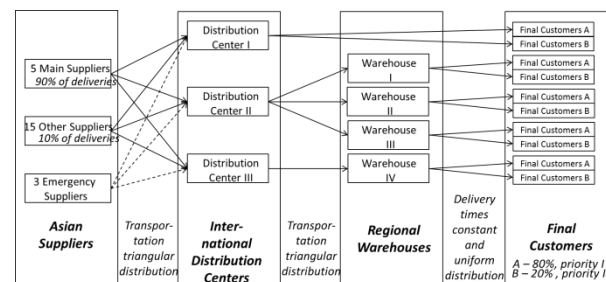 5 Main Suppliers
90% of deliveries
15 Other Suppliers
10% of deliveries
3 Emergency
Suppliers
Asian
Suppliers
Transpor-
tation
triangular
distribution
Distribution
Center I
Distribution
Center II
Distribution
Center III
Inter-
national
Distribution
Centers
Transpor-
tation
triangular
distribution
Warehouse
I
Warehouse
II
Warehouse
III
Warehouse
IV
Regional
Warehouses
Delivery
times
constant
and
uniform
distribution
Final Customers A
Final Customers B
Final Customers A
Final Customers B
Final Customers A
Final Customers B
Final Customers A
Final Customers B
Final Customers A
Final Customers B
Final
Customers
A – 80%, priority I
B – 20% , priority I